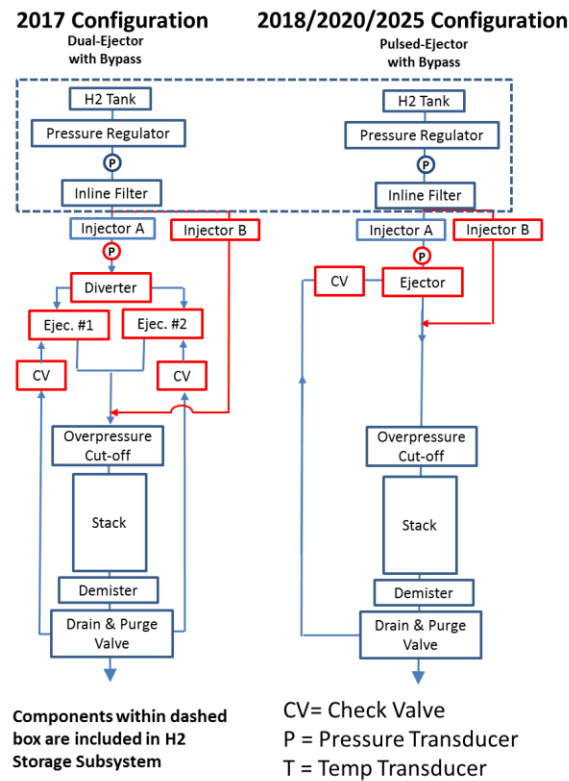 2017 Configuration
Dual-Ejector
with Bypass
H2 Tank
Pressure Regulator
P
Inline Filter
Injector A
Injector B
P
Diverter
Ejec. #1
Ejec. #2
CV
CV
Overpressure
Cut-off
Stack
Demister
Drain & Purge
Valve
Components within dashed
box are included in H2
Storage Subsystem
2018/2020/2025 Configuration
Pulsed-Ejector
with Bypass
H2 Tank
Pressure Regulator
P
Inline Filter
Injector A
Injector B
P
CV
Ejector
Overpressure
Cut-off
Stack
Demister
Drain & Purge
Valve
CV= Check Valve
P = Pressure Transducer
T = Temp Transducer